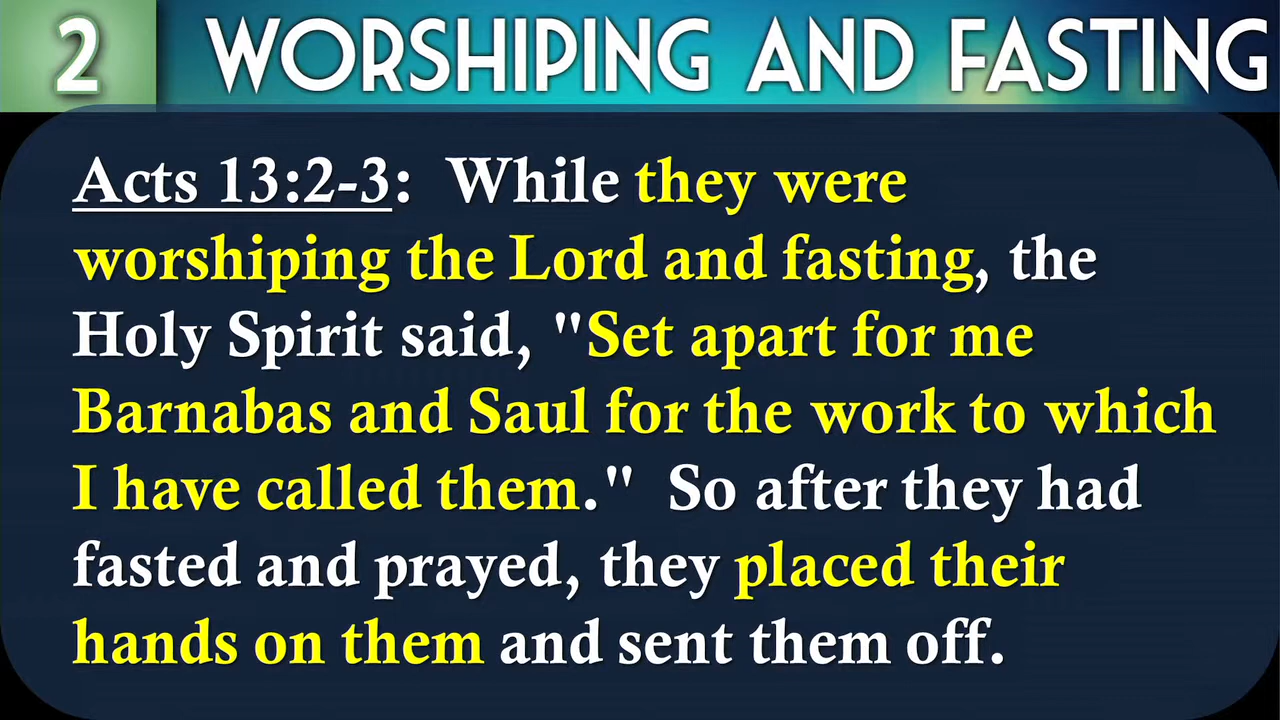 2 WORSHIPING AND FASTING
Acts 13:2-3:  While they were
worshiping the Lord and fasting, the
Holy Spirit said, "Set apart for me
Barnabas and Saul for the work to which
I have called them."  So after they had
fasted and prayed, they placed their
hands on them and sent them off.